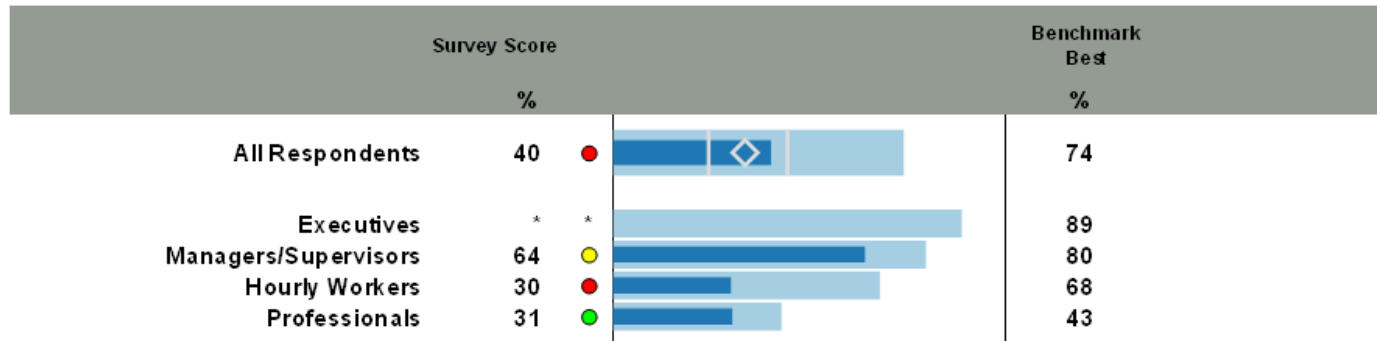 Survey Score
Benchmark
Best
%
%
All Respondents 40 74
Executives * * 89
Managers/Supervisors 64 80
Hourly Workers 30 68
Professionals 31 43